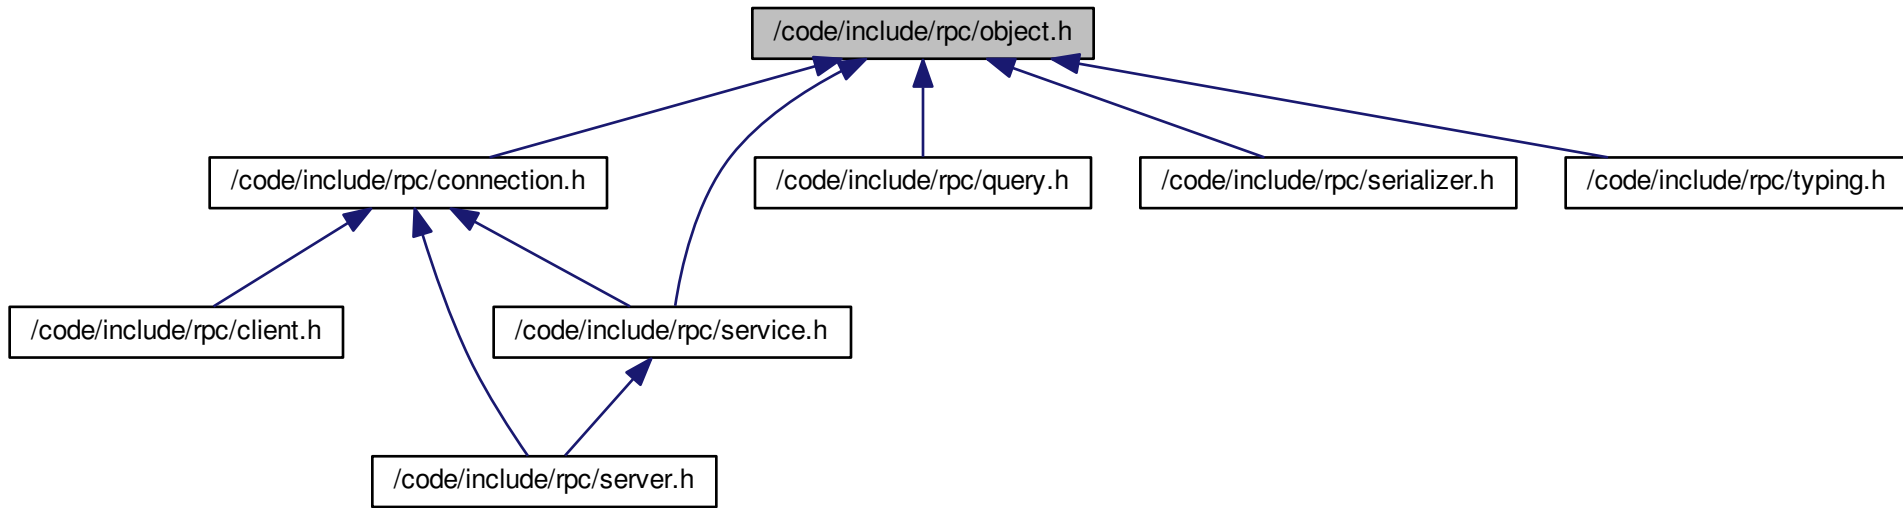 /code/include/rpc/object.h
/code/include/rpc/connection.h
/code/include/rpc/query.h
/code/include/rpc/serializer.h
/code/include/rpc/typing.h
/code/include/rpc/client.h
/code/include/rpc/service.h
/code/include/rpc/server.h